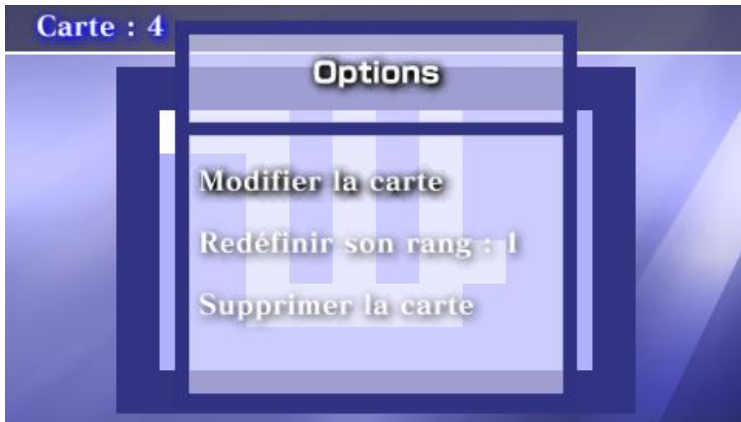 Carte : 4
Options
Modifier la carte
Redéfinir son rang : 1
Supprimer la carte